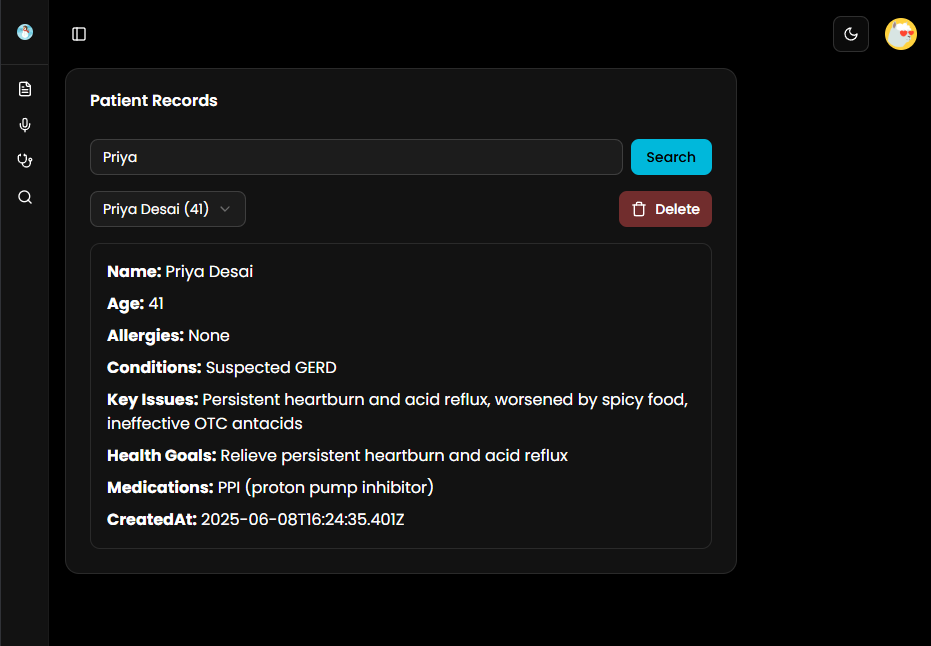 Patient Records
Priya
Search
Priya Desai (41)
Delete
Name: Priya Desai
Age: 41
Allergies: None
Conditions: Suspected GERD
Key Issues: Persistent heartburn and acid reflux, worsened by spicy food,
ineffective OTC antacids
Health Goals: Relieve persistent heartburn and acid reflux
Medications: PPI (proton pump inhibitor)
CreatedAt: 2025-06-08T16:24:35.401Z